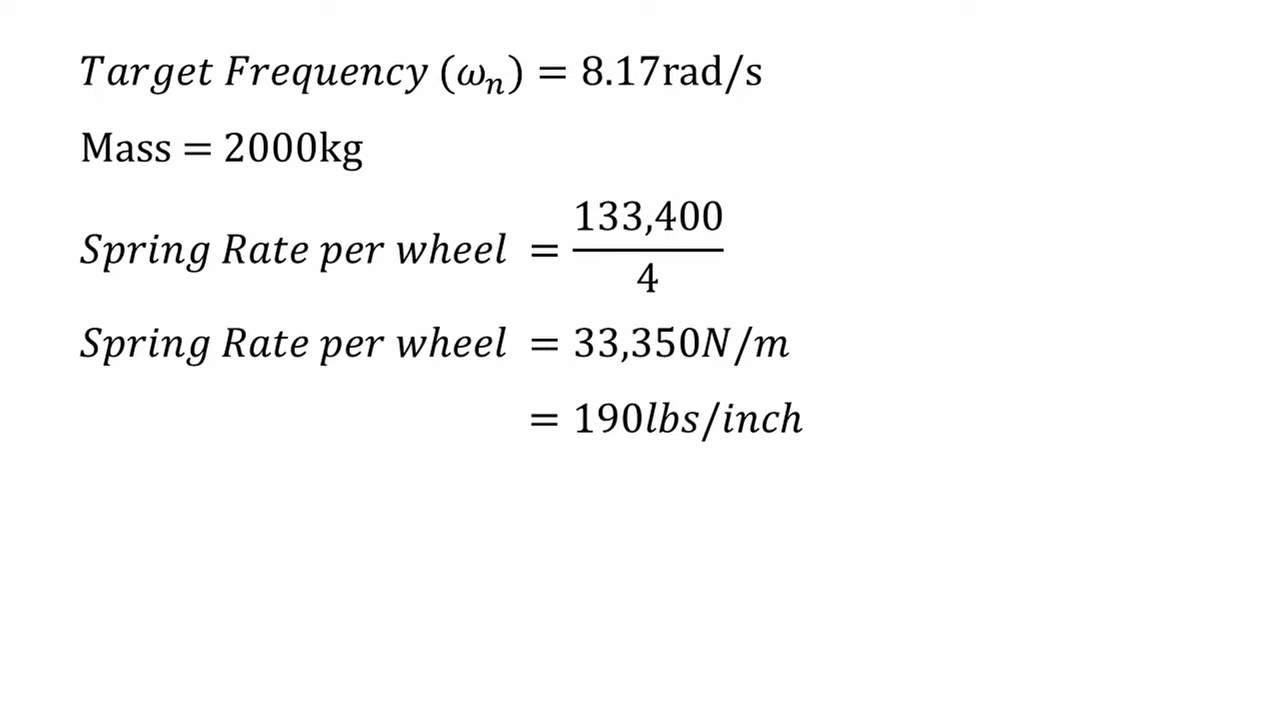 Target Frequency (ωₙ) = 8.17rad/s
Mass = 2000kg
Spring Rate per wheel = 133,400/4
Spring Rate per wheel = 33,350N/m
= 190lbs/inch